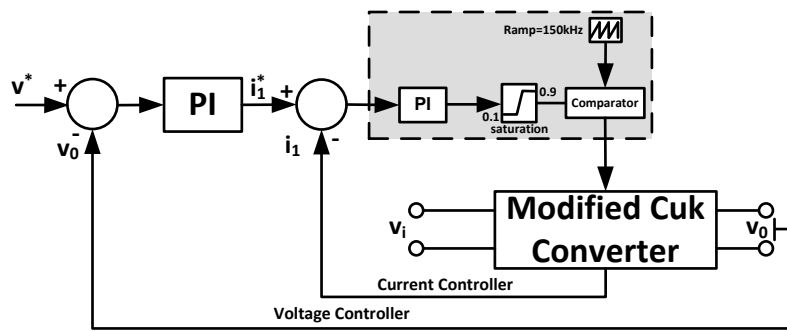 Ramp=150kHz
v*
+
-
v₀
PI
i₁*
+
-
i₁
PI
0.1
0.9
saturation
Comparator
vᵢ
Modified Cuk
Converter
v₀
Current Controller
Voltage Controller